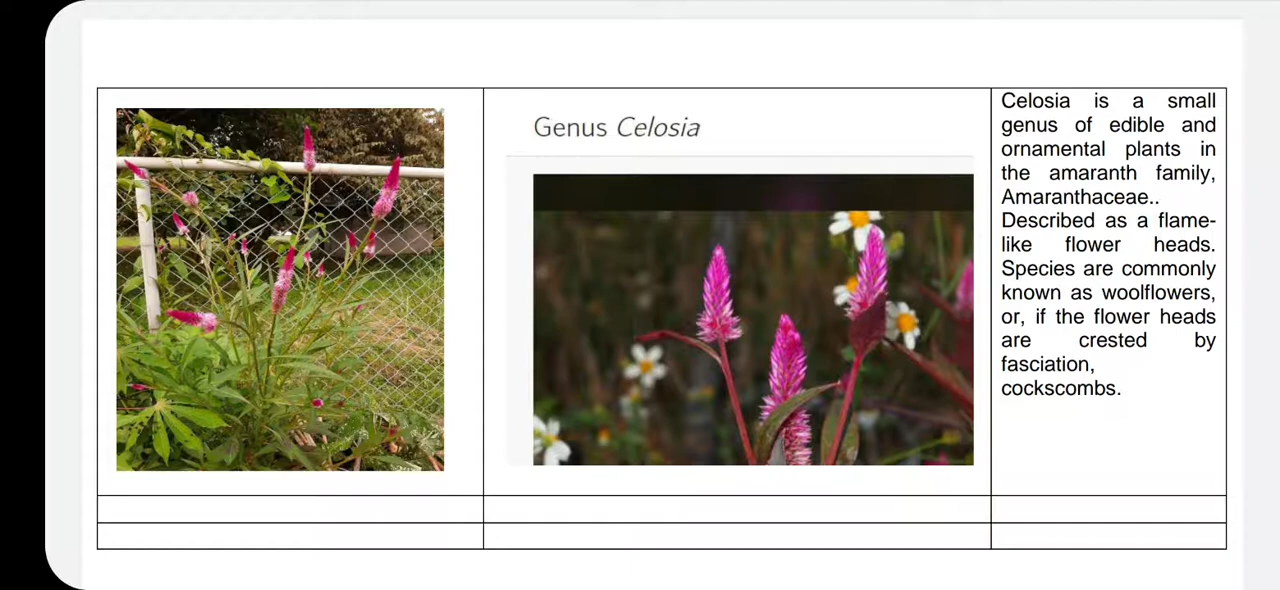 Genus Celosia
Celosia is a small
genus of edible and
ornamental plants in
the amaranth family,
Amaranthaceae..
Described as a flame-
like flower heads.
Species are commonly
known as woolflowers,
or, if the flower heads
are crested by
fasciation,
cockscombs.